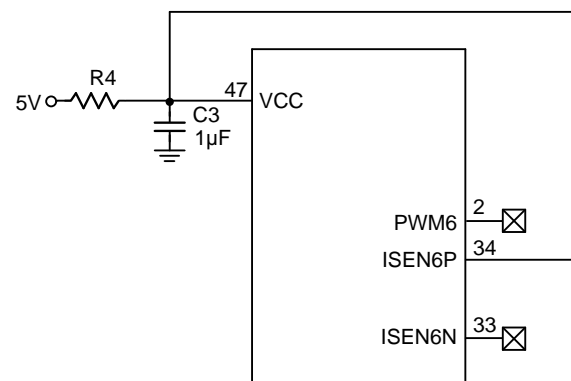 R4
5V
47
VCC
C3
1µF
PWM6
2
ISEN6P
34
ISEN6N
33